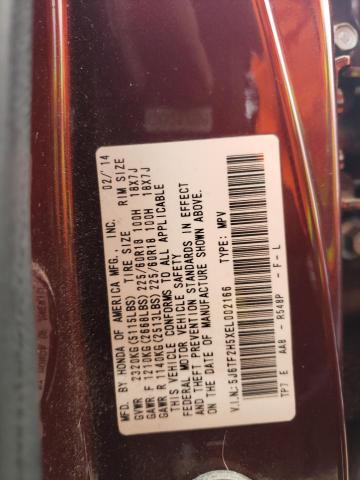 MFD. BY HONDA OF AMERICA MFG., INC. 02/14
GVWR 2320KG(5115LBS) TIRE SIZE RIM SIZE
GAWR F 1210KG(2668LBS) 225/60R18 100H 18X7J
GAWR R 1140KG(2513LBS) 225/60R18 100H 18X7J
THIS VEHICLE CONFORMS TO ALL APPLICABLE
FEDERAL MOTOR VEHICLE SAFETY
AND THEFT PREVENTION STANDARDS IN EFFECT
ON THE DATE OF MANUFACTURE SHOWN ABOVE.
V.I.N.:5J6TF2H5XEL002166 TYPE: MPV
TP7 E AAB - R548P - F - L